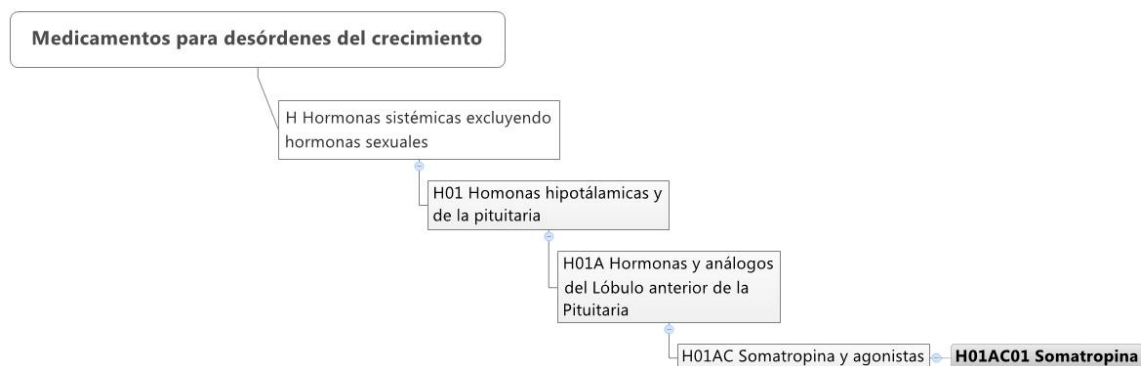 Medicamentos para desórdenes del crecimiento
H Hormonas sistémicas excluyendo
hormonas sexuales
H01 Homonas hipotálamicas y
de la pituitaria
H01A Hormonas y análogos
del Lóbulo anterior de la
Pituitaria
H01AC Somatropina y agonistas
H01AC01 Somatropina